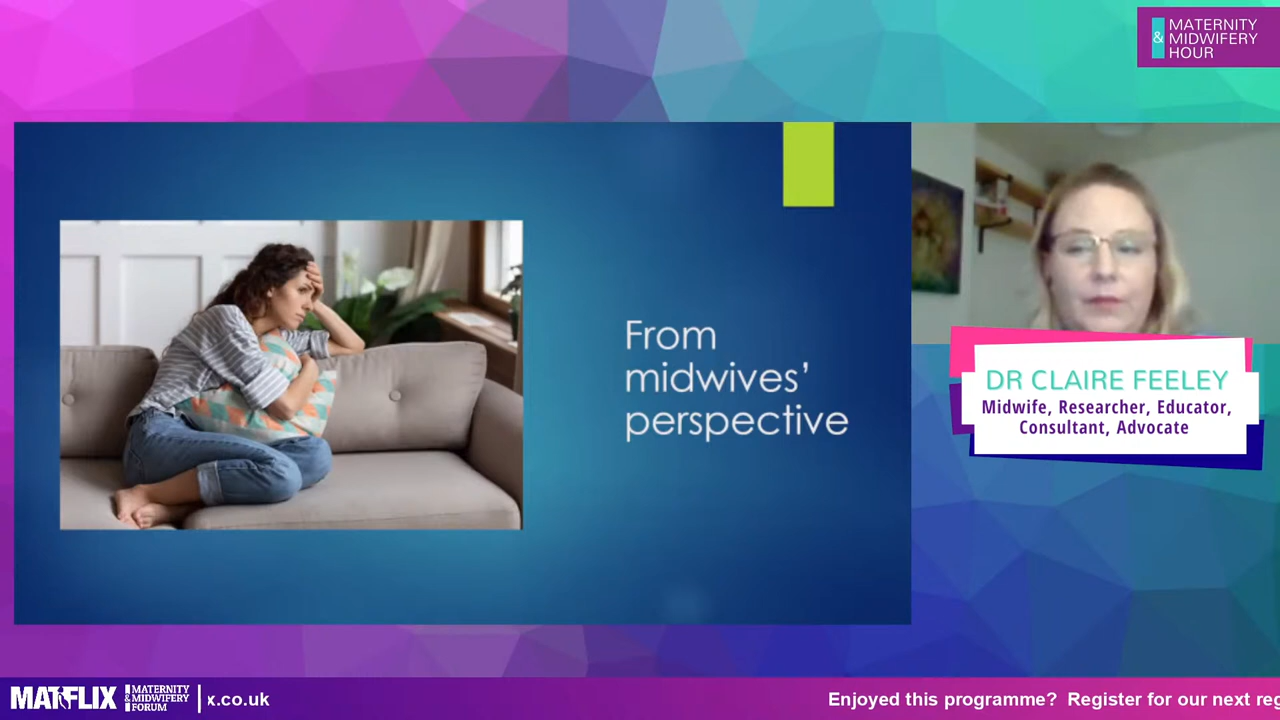 MATERNITY
& MIDWIFERY
HOUR
From
midwives’
perspective
DR CLAIRE FEELEY
Midwife, Researcher, Educator,
Consultant, Advocate
MATFLIX
MATERNITY
& MIDWIFERY
FORUM
x.co.uk
Enjoyed this programme? Register for our next reg